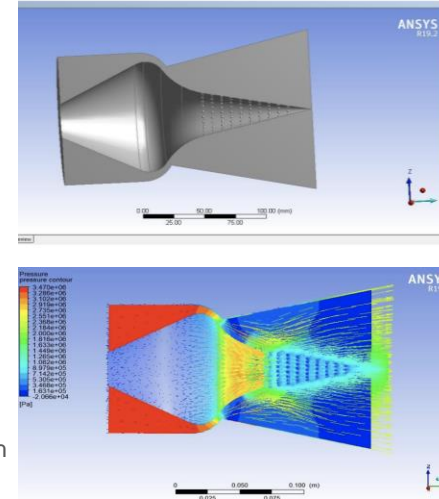 ANSYS
R19.2
0.00 50.00 100.00 (mm)
25.00 75.00
Z
Pressure
pressure contour
3.470e+06
3.286e+06
3.102e+06
2.919e+06
2.735e+06
2.551e+06
2.368e+06
2.184e+06
2.000e+06
1.816e+06
1.633e+06
1.449e+06
1.265e+06
1.082e+06
8.979e+05
7.142e+05
5.305e+05
3.468e+05
1.631e+05
-2.066e+04
[Pa]
ANSY
R19
n
0 0.050 0.100 (m)
0.025 0.075
z